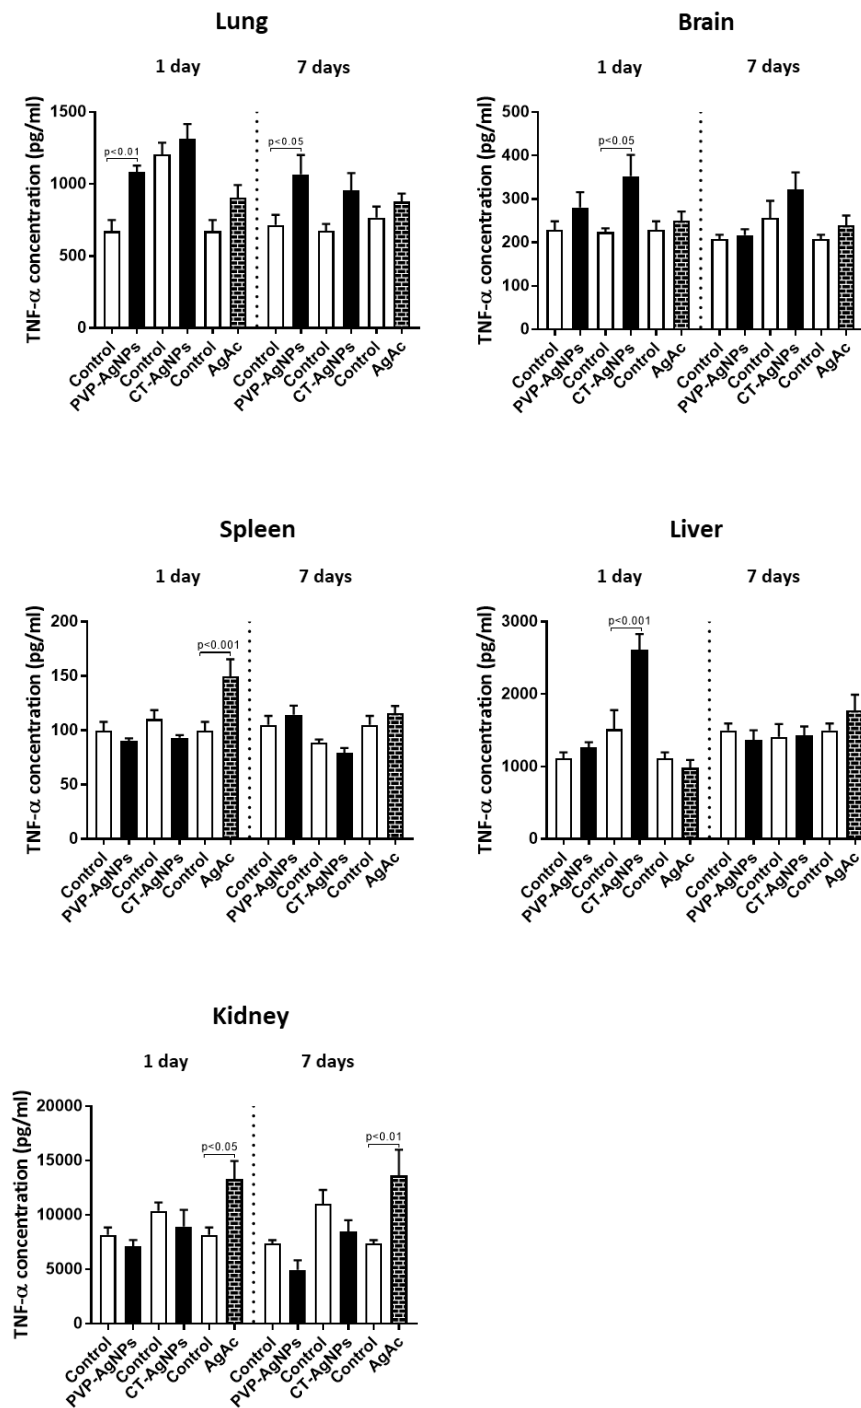 Lung
1 day 7 days
TNF-α concentration (pg/ml)
1500
1000
500
0
p<0.01
p<0.05
Control
PVP-AgNPs
Control
CT-AgNPs
Control
AgAc
Control
PVP-AgNPs
Control
CT-AgNPs
Control
AgAc
Brain
1 day 7 days
TNF-α concentration (pg/ml)
500
400
300
200
100
0
p<0.05
Control
PVP-AgNPs
Control
CT-AgNPs
Control
AgAc
Control
PVP-AgNPs
Control
CT-AgNPs
Control
AgAc
Spleen
1 day 7 days
TNF-α concentration (pg/ml)
200
150
100
50
0
p<0.001
Control
PVP-AgNPs
Control
CT-AgNPs
Control
AgAc
Control
PVP-AgNPs
Control
CT-AgNPs
Control
AgAc
Liver
1 day 7 days
TNF-α concentration (pg/ml)
3000
2000
1000
0
p<0.001
Control
PVP-AgNPs
Control
CT-AgNPs
Control
AgAc
Control
PVP-AgNPs
Control
CT-AgNPs
Control
AgAc
Kidney
1 day 7 days
TNF-α concentration (pg/ml)
20000
15000
10000
5000
0
p<0.05
p<0.01
Control
PVP-AgNPs
Control
CT-AgNPs
Control
AgAc
Control
PVP-AgNPs
Control
CT-AgNPs
Control
AgAc